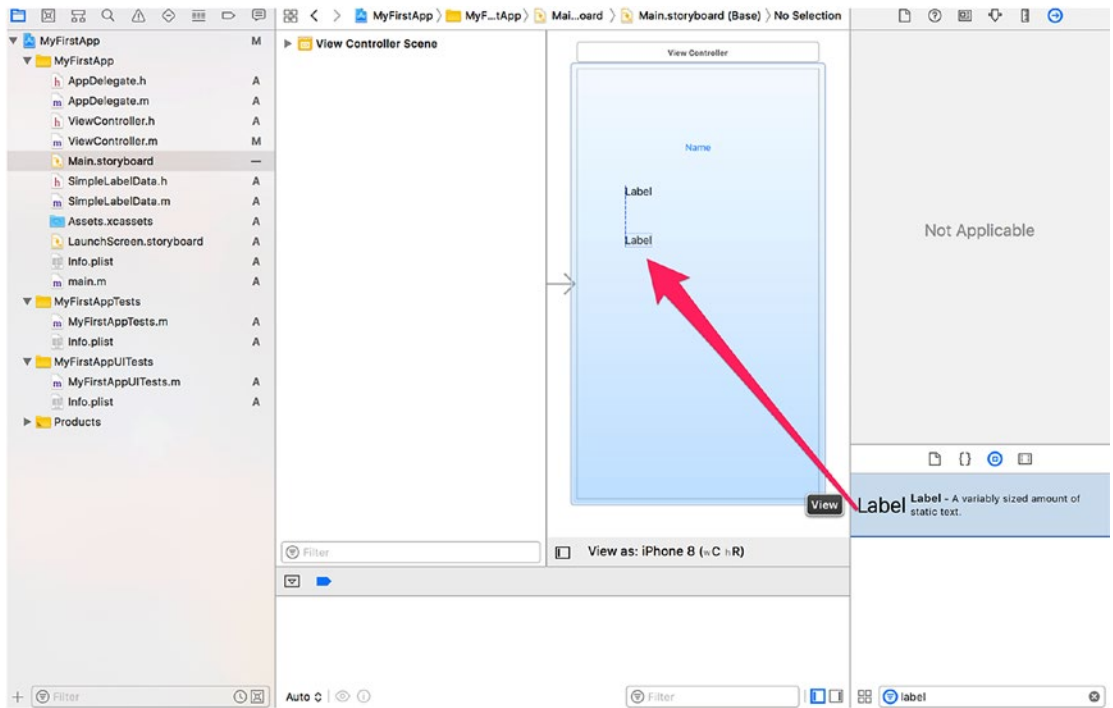 MyFirstApp M
MyFirstApp
AppDelegate.h A
AppDelegate.m A
ViewController.h A
ViewController.m M
Main.storyboard —
SimpleLabelData.h A
SimpleLabelData.m A
Assets.xcassets A
LaunchScreen.storyboard A
Info.plist A
main.m A
MyFirstAppTests
MyFirstAppTests.m A
Info.plist A
MyFirstAppUITests
MyFirstAppUITests.m A
Info.plist A
Products
Filter
MyFirstApp 〉 MyF...tApp 〉 Mai...oard 〉 Main.storyboard (Base) 〉 No Selection
View Controller Scene
Filter
View Controller
Name
Label
Label
View
View as: iPhone 8 (wC hR)
Auto
Filter
Not Applicable
Label
Label - A variably sized amount of
static text.
label